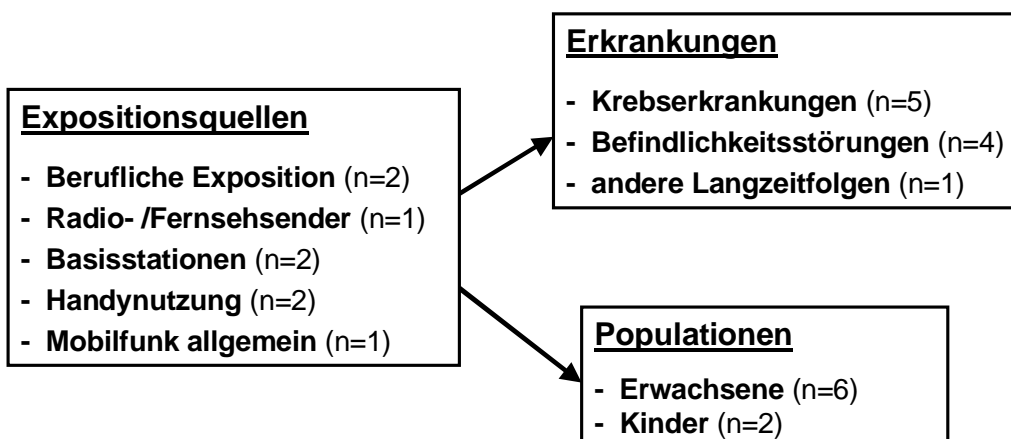 Expositionsquellen
- Berufliche Exposition (n=2)
- Radio- /Fernsehsender (n=1)
- Basisstationen (n=2)
- Handynutzung (n=2)
- Mobilfunk allgemein (n=1)
Erkrankungen
- Krebserkrankungen (n=5)
- Befindlichkeitsstörungen (n=4)
- andere Langzeitfolgen (n=1)
Populationen
- Erwachsene (n=6)
- Kinder (n=2)